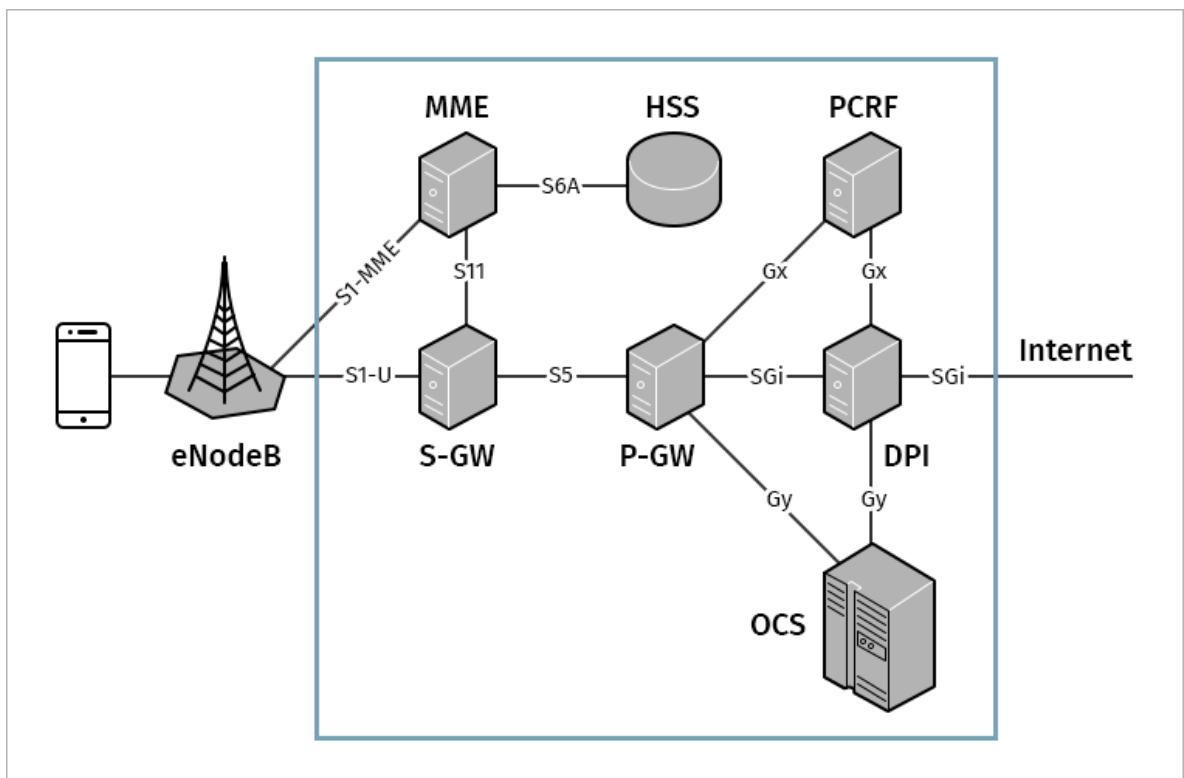 MME
HSS
PCRF
S6A
S1-MME
S11
Gx
Gx
Internet
S1-U
S5
SGi
SGi
eNodeB
S-GW
P-GW
DPI
Gy
Gy
OCS